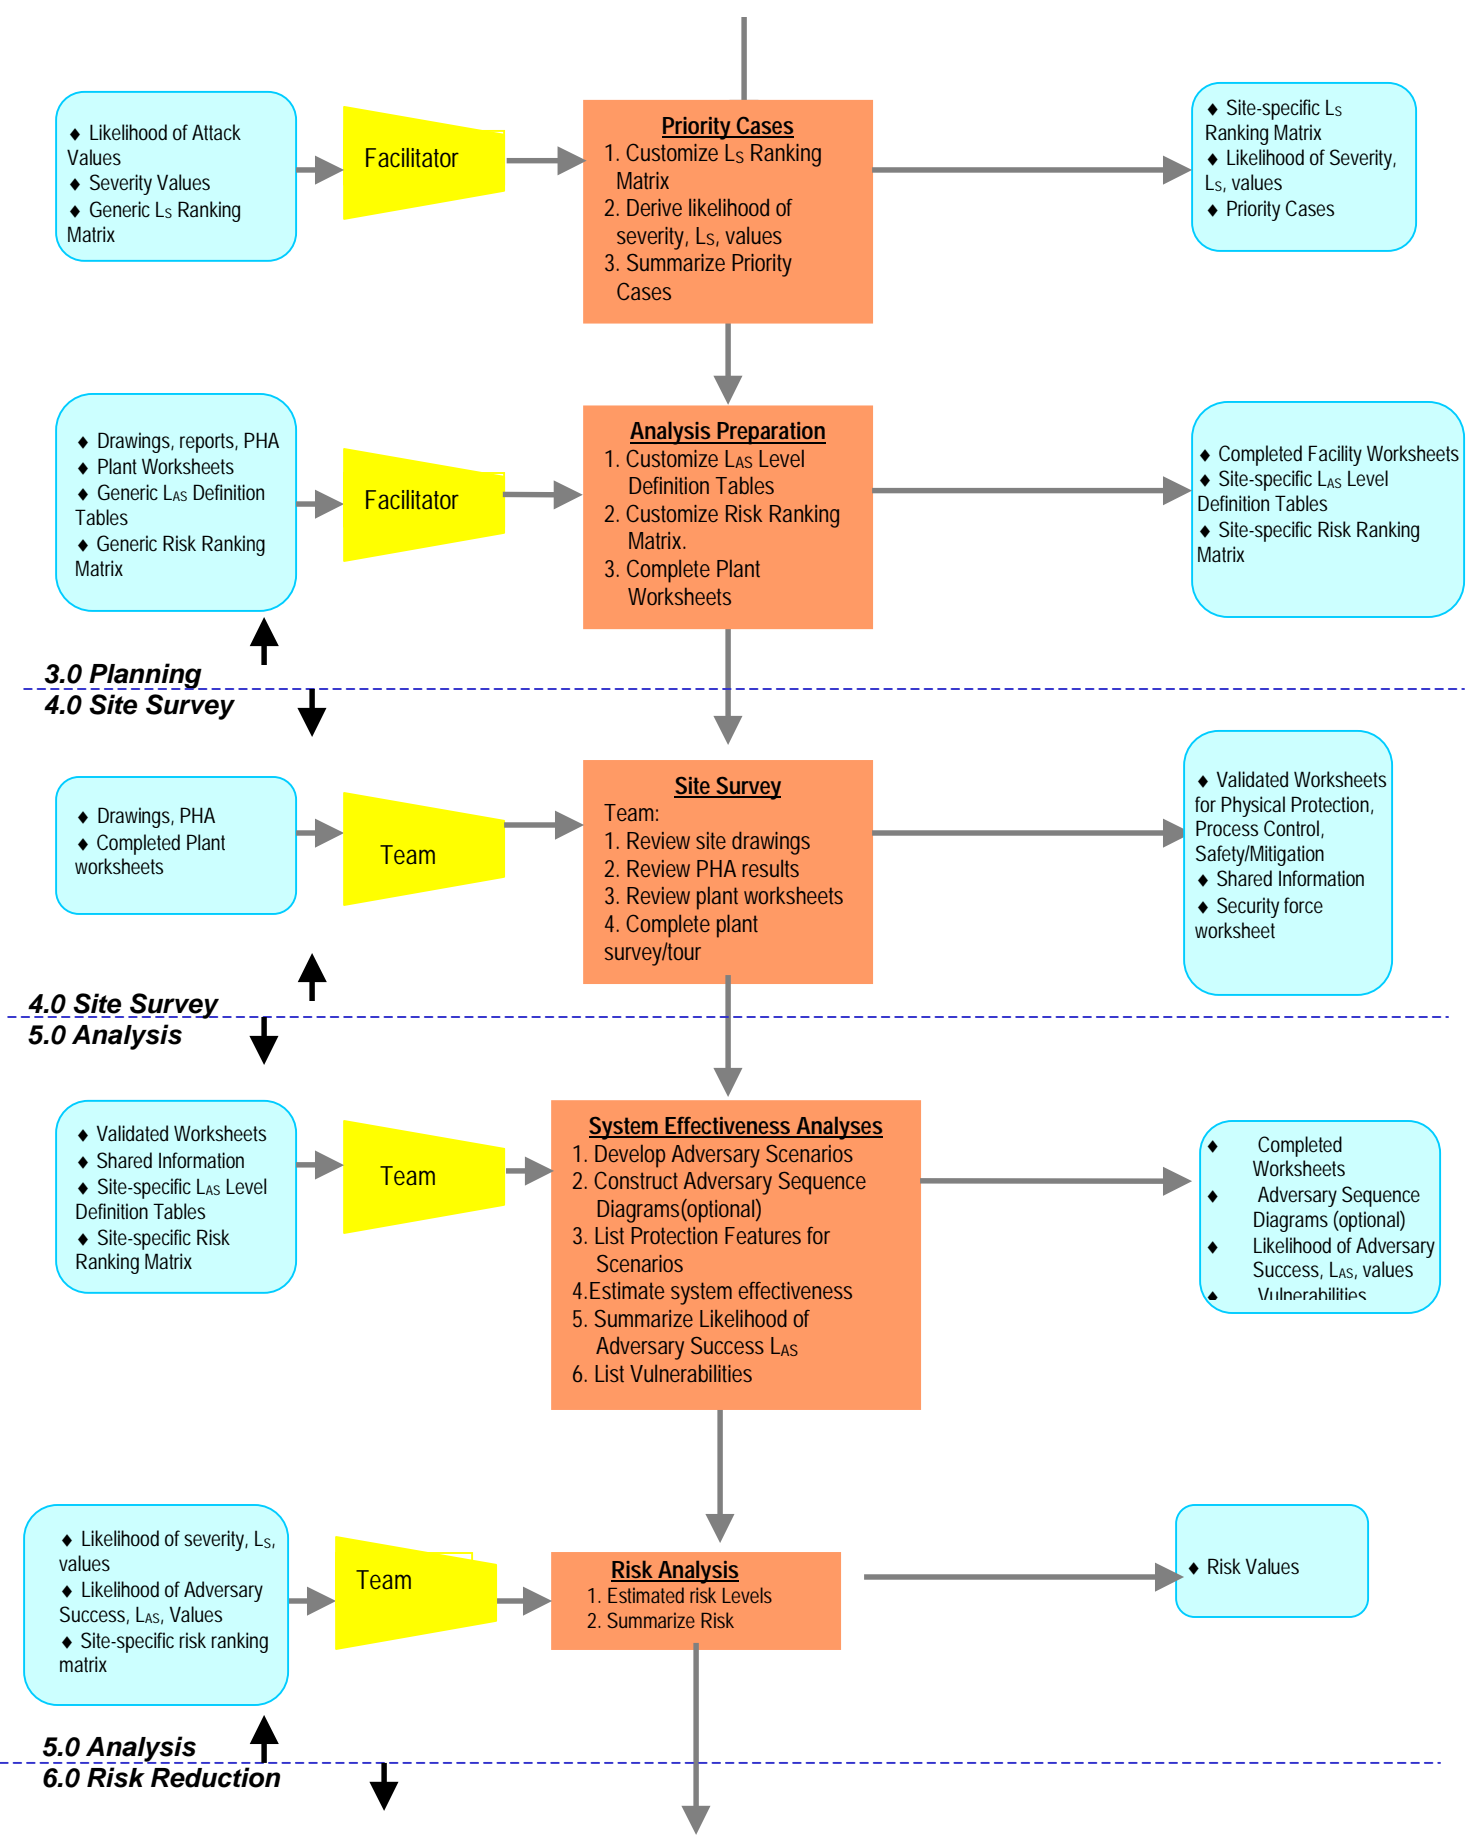 ♦ Likelihood of Attack
Values
♦ Severity Values
♦ Generic LS Ranking
Matrix
Facilitator
Priority Cases
1. Customize LS Ranking
Matrix
2. Derive likelihood of
severity, LS, values
3. Summarize Priority
Cases
♦ Site-specific LS
Ranking Matrix
♦ Likelihood of Severity,
LS, values
♦ Priority Cases
♦ Drawings, reports, PHA
♦ Plant Worksheets
♦ Generic LAS Definition
Tables
♦ Generic Risk Ranking
Matrix
Facilitator
Analysis Preparation
1. Customize LAS Level
Definition Tables
2. Customize Risk Ranking
Matrix.
3. Complete Plant
Worksheets
♦ Completed Facility Worksheets
♦ Site-specific LAS Level
Definition Tables
♦ Site-specific Risk Ranking
Matrix
3.0 Planning
4.0 Site Survey
♦ Drawings, PHA
♦ Completed Plant
worksheets
Team
Site Survey
Team:
1. Review site drawings
2. Review PHA results
3. Review plant worksheets
4. Complete plant
survey/tour
♦ Validated Worksheets
for Physical Protection,
Process Control,
Safety/Mitigation
♦ Shared Information
♦ Security force
worksheet
4.0 Site Survey
5.0 Analysis
♦ Validated Worksheets
♦ Shared Information
♦ Site-specific LAS Level
Definition Tables
♦ Site-specific Risk
Ranking Matrix
Team
System Effectiveness Analyses
1. Develop Adversary Scenarios
2. Construct Adversary Sequence
Diagrams(optional)
3. List Protection Features for
Scenarios
4.Estimate system effectiveness
5. Summarize Likelihood of
Adversary Success LAS
6. List Vulnerabilities
♦ Completed
Worksheets
♦ Adversary Sequence
Diagrams (optional)
♦ Likelihood of Adversary
Success, LAS, values
♦ Vulnerabilities
♦ Likelihood of severity, LS,
values
♦ Likelihood of Adversary
Success, LAS, Values
♦ Site-specific risk ranking
matrix
Team
Risk Analysis
1. Estimated risk Levels
2. Summarize Risk
♦ Risk Values
5.0 Analysis
6.0 Risk Reduction